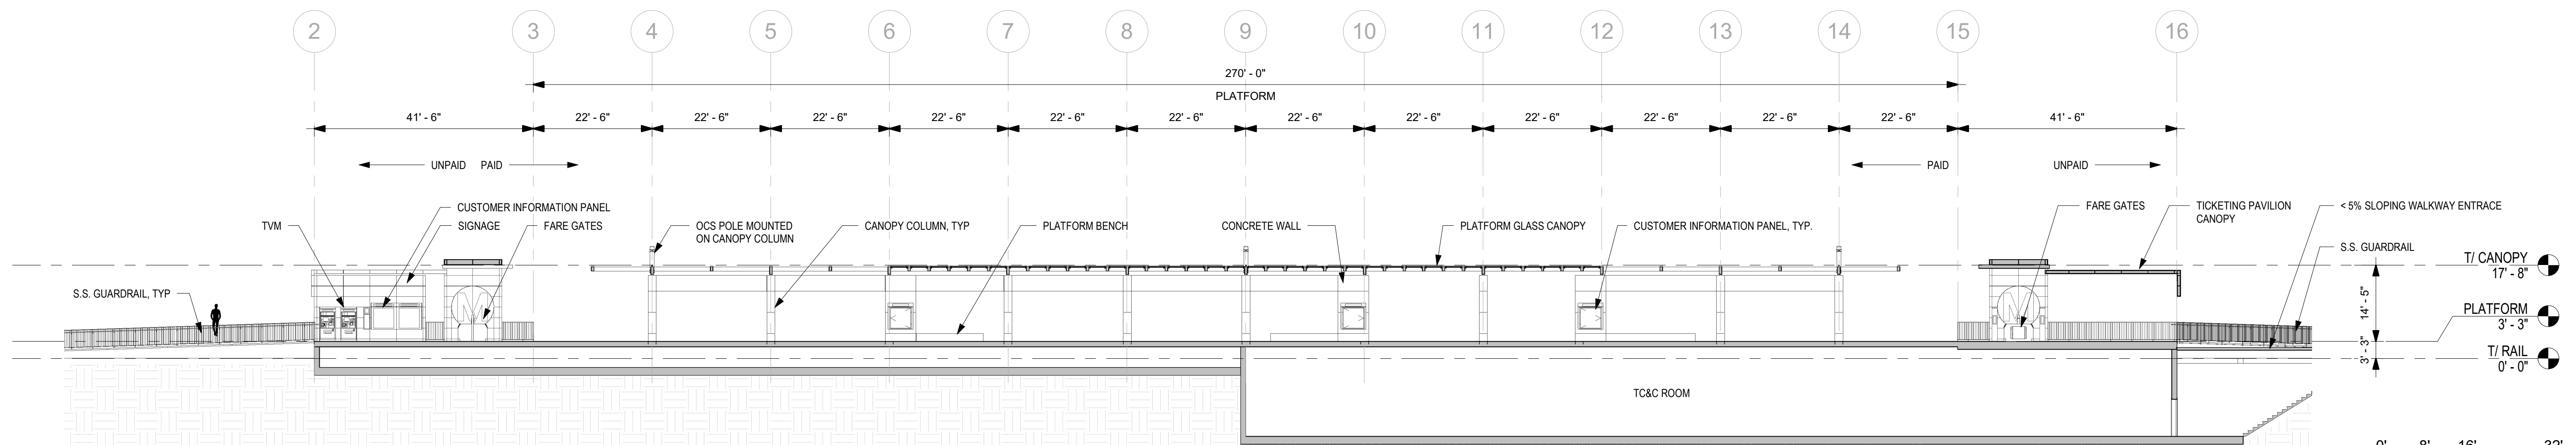 2 3 4 5 6 7 8 9 10 11 12 13 14 15 16
270' - 0"
PLATFORM
41' - 6" 22' - 6" 22' - 6" 22' - 6" 22' - 6" 22' - 6" 22' - 6" 22' - 6" 22' - 6" 22' - 6" 22' - 6" 22' - 6" 22' - 6" 41' - 6"
UNPAID PAID PAID UNPAID
CUSTOMER INFORMATION PANEL
TVM
SIGNAGE
FARE GATES
OCS POLE MOUNTED
ON CANOPY COLUMN
CANOPY COLUMN, TYP
PLATFORM BENCH
CONCRETE WALL
PLATFORM GLASS CANOPY
CUSTOMER INFORMATION PANEL, TYP.
FARE GATES
TICKETING PAVILION
CANOPY
< 5% SLOPING WALKWAY ENTRACE
S.S. GUARDRAIL
S.S. GUARDRAIL, TYP
M
M
T/ CANOPY
17' - 8"
14' - 5"
PLATFORM
3' - 3"
3' - 3"
T/ RAIL
0' - 0"
TC&C ROOM
0' 8' 16' 32'